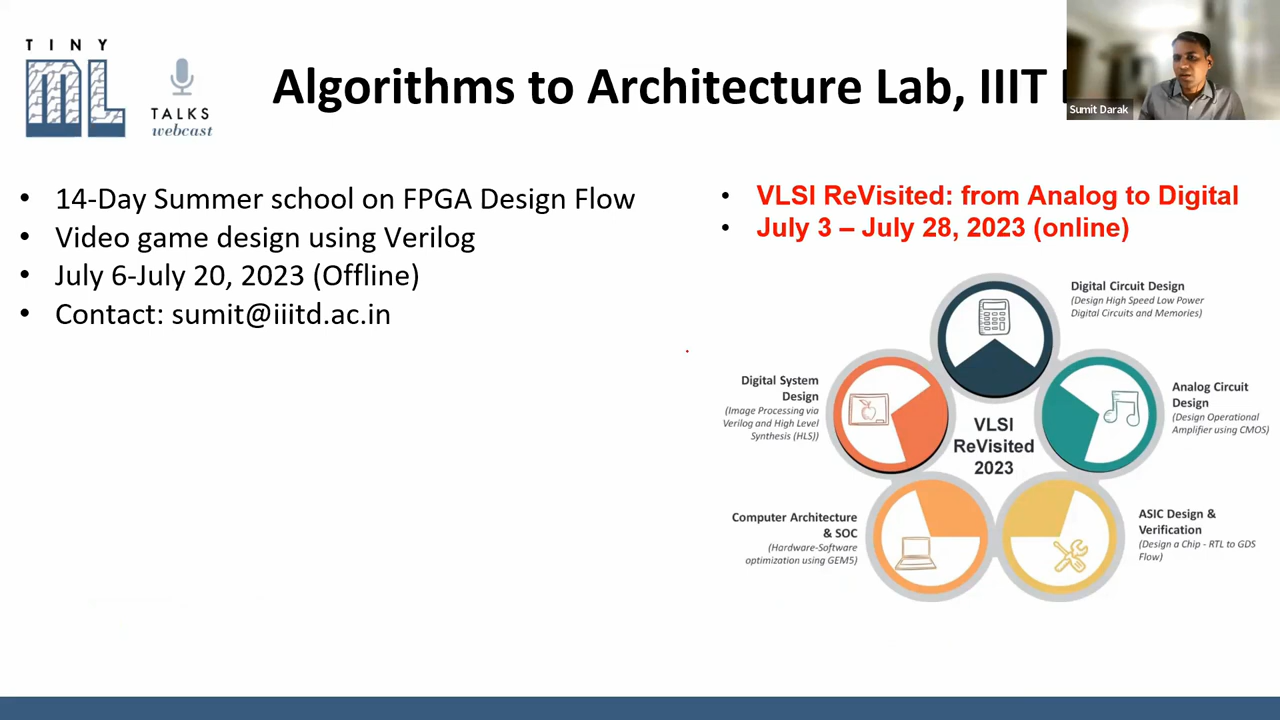 TINY
ML
TALKS
webcast
Algorithms to Architecture Lab, IIIT
Sumit Darak
• 14-Day Summer school on FPGA Design Flow
• Video game design using Verilog
• July 6-July 20, 2023 (Offline)
• Contact: sumit@iiitd.ac.in
• VLSI ReVisited: from Analog to Digital
• July 3 – July 28, 2023 (online)
Digital Circuit Design
(Design High Speed Low Power
Digital Circuits and Memories)
Digital System
Design
(Image Processing via
Verilog and High Level
Synthesis (HLS))
Analog Circuit
Design
(Design Operational
Amplifier using CMOS)
VLSI
ReVisited
2023
Computer Architecture
& SOC
(Hardware-Software
optimization using GEM5)
ASIC Design &
Verification
(Design a Chip - RTL to GDS
Flow)